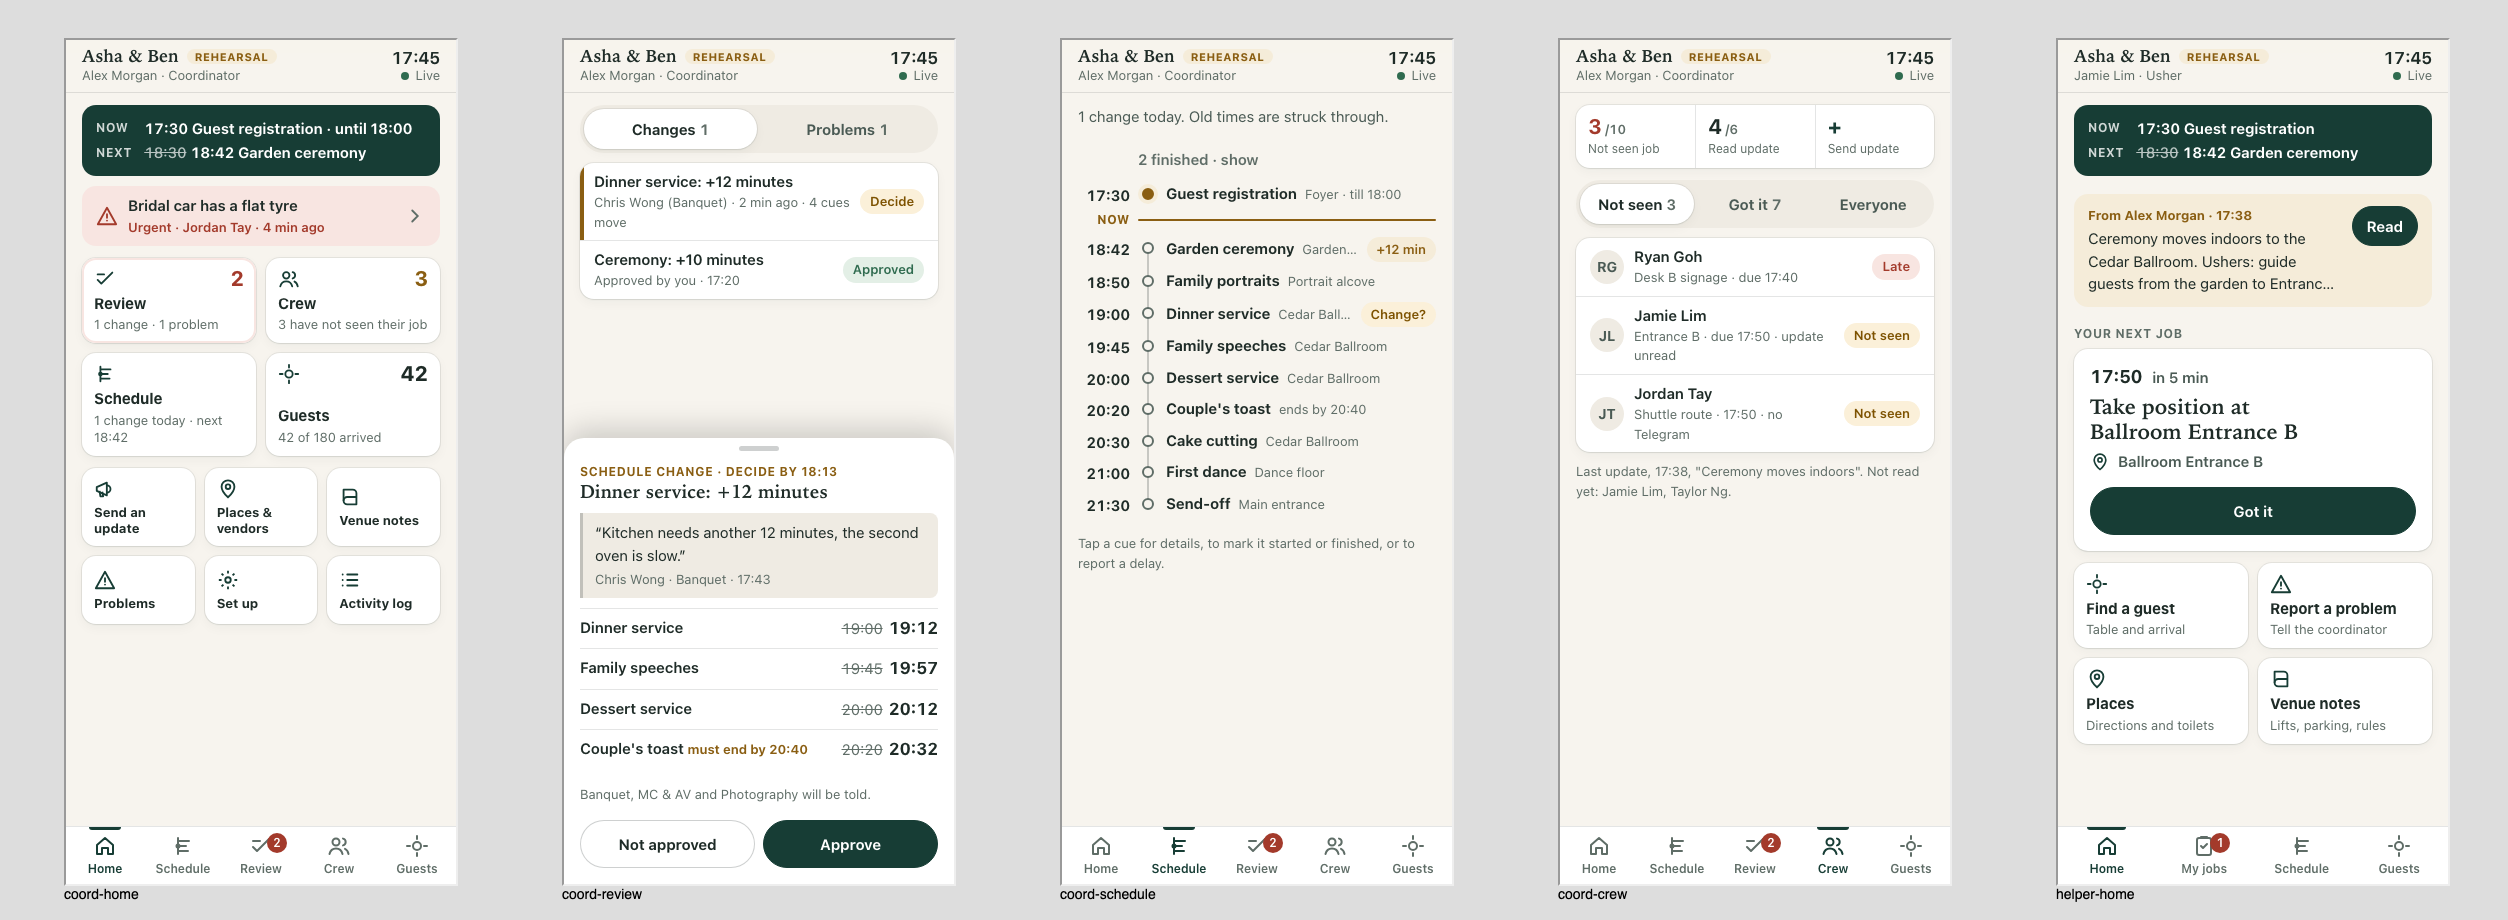 Asha & Ben REHEARSAL 17:45
Alex Morgan · Coordinator Live
NOW 17:30 Guest registration · until 18:00
NEXT 18:30 18:42 Garden ceremony
Bridal car has a flat tyre
Urgent · Jordan Tay · 4 min ago
2
Review
1 change · 1 problem
3
Crew
3 have not seen their job
Schedule
1 change today · next
18:42
42
Guests
42 of 180 arrived
Send an
update
Places &
vendors
Venue notes
Problems
Set up
Activity log
Home Schedule Review 2 Crew Guests
coord-home
Asha & Ben REHEARSAL 17:45
Alex Morgan · Coordinator Live
Changes 1 Problems 1
Dinner service: +12 minutes
Chris Wong (Banquet) · 2 min ago · 4 cues
move
Decide
Ceremony: +10 minutes
Approved by you · 17:20
Approved
SCHEDULE CHANGE · DECIDE BY 18:13
Dinner service: +12 minutes
“Kitchen needs another 12 minutes, the second
oven is slow.”
Chris Wong · Banquet · 17:43
Dinner service 19:00 19:12
Family speeches 19:45 19:57
Dessert service 20:00 20:12
Couple's toast must end by 20:40 20:20 20:32
Banquet, MC & AV and Photography will be told.
Not approved Approve
coord-review
Asha & Ben REHEARSAL 17:45
Alex Morgan · Coordinator Live
1 change today. Old times are struck through.
2 finished · show
17:30 Guest registration Foyer · till 18:00
NOW
18:42 Garden ceremony Garden... +12 min
18:50 Family portraits Portrait alcove
19:00 Dinner service Cedar Ball... Change?
19:45 Family speeches Cedar Ballroom
20:00 Dessert service Cedar Ballroom
20:20 Couple's toast ends by 20:40
20:30 Cake cutting Cedar Ballroom
21:00 First dance Dance floor
21:30 Send-off Main entrance
Tap a cue for details, to mark it started or finished, or to
report a delay.
Home Schedule Review 2 Crew Guests
coord-schedule
Asha & Ben REHEARSAL 17:45
Alex Morgan · Coordinator Live
3 /10 4 /6 +
Not seen job Read update Send update
Not seen 3 Got it 7 Everyone
RG
Ryan Goh
Desk B signage · due 17:40
Late
JL
Jamie Lim
Entrance B · due 17:50 · update
unread
Not seen
JT
Jordan Tay
Shuttle route · 17:50 · no
Telegram
Not seen
Last update, 17:38, "Ceremony moves indoors". Not read
yet: Jamie Lim, Taylor Ng.
Home Schedule Review 2 Crew Guests
coord-crew
Asha & Ben REHEARSAL 17:45
Jamie Lim · Usher Live
NOW 17:30 Guest registration
NEXT 18:30 18:42 Garden ceremony
From Alex Morgan · 17:38
Ceremony moves indoors to the
Cedar Ballroom. Ushers: guide
guests from the garden to Entranc...
Read
YOUR NEXT JOB
17:50 in 5 min
Take position at
Ballroom Entrance B
Ballroom Entrance B
Got it
Find a guest
Table and arrival
Report a problem
Tell the coordinator
Places
Directions and toilets
Venue notes
Lifts, parking, rules
Home My jobs 1 Schedule Guests
helper-home